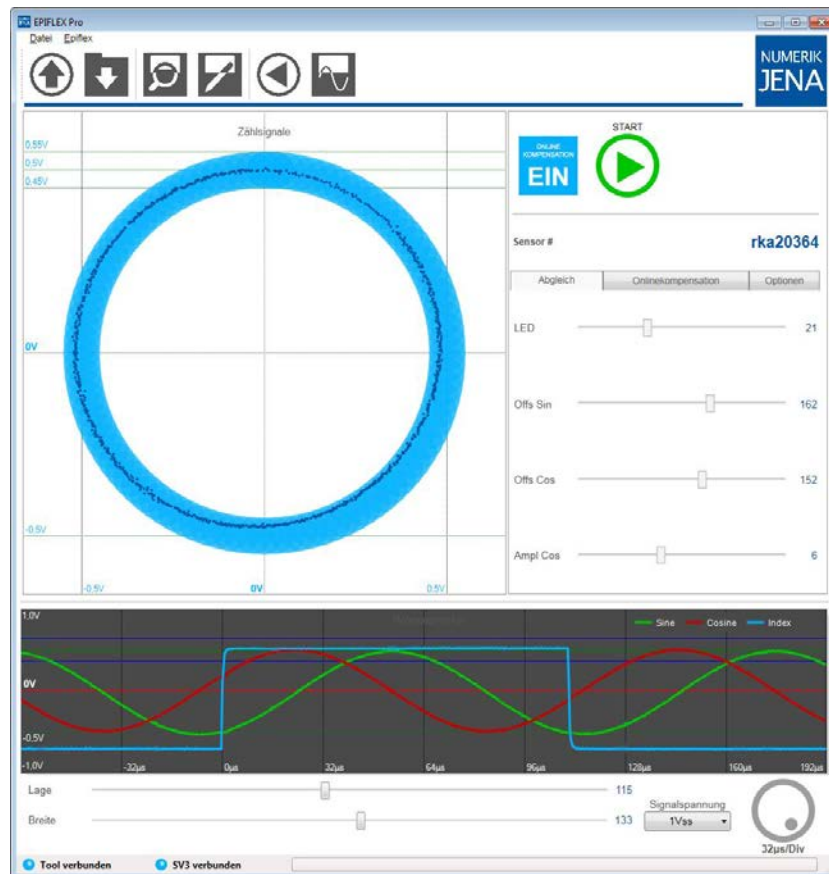 EPIFLEX Pro
Datei Epiflex
NUMERIK
JENA
Zählsignale
0,55V
0,5V
0,45V
0V
-0,5V
-0,5V 0V 0,5V
START
ONLINE
KOMPENSATION
EIN
Sensor # rka20364
Abgleich Onlinekompensation Optionen
LED 21
Offs Sin 162
Offs Cos 152
Ampl Cos 6
1,0V
Sine Cosine Index
0V
-0,5V
-1,0V -32µs 0µs 32µs 64µs 96µs 128µs 160µs 192µs
Lage 115
Breite 133
Signalspannung
1Vss
32µs/Div
Tool verbunden SV3 verbunden